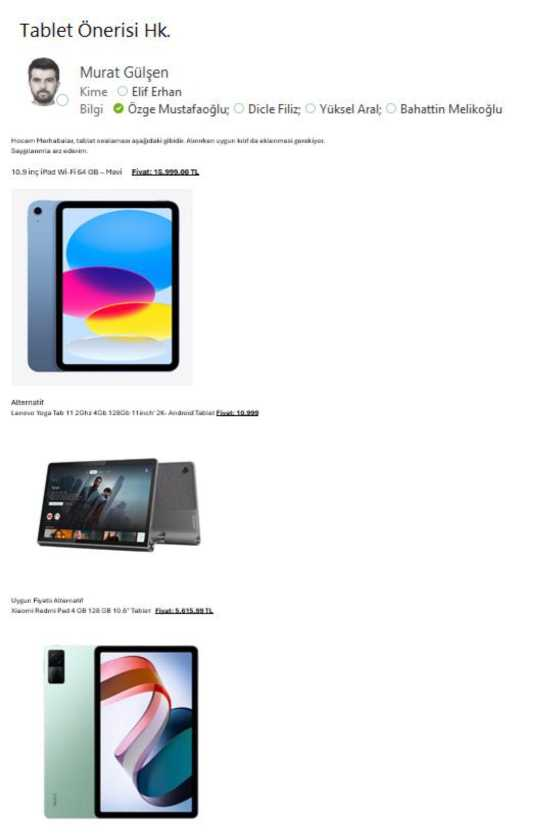 Tablet Önerisi Hk.
Murat Gülşen
Kime Elif Erhan
Bilgi Özge Mustafaoğlu; Dicle Filiz; Yüksel Aral; Bahattin Melikoğlu
Hocam Merhabalar, tablet sıralaması aşağıdaki gibidir. Alınırken uygun kılıf da eklenmesi gerekiyor.
Saygılarımla arz ederim.
10.9 inç iPad Wi-Fi 64 GB – Mavi Fiyat: 15.999.00 TL
Alternatif
Lenovo Yoga Tab 11 2Ghz 4Gb 128Gb 11inch' 2K- Android Tablet Fiyat: 10.999
Uygun Fiyatlı Alternatif
Xiaomi Redmi Pad 4 GB 128 GB 10.6" Tablet Fiyat: 5.615,99 TL